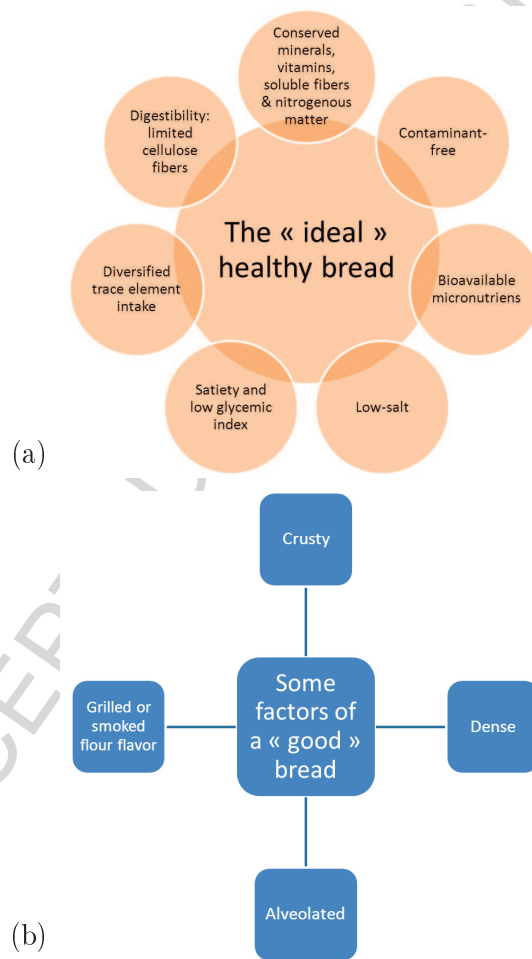 Conserved
minerals,
vitamins,
soluble fibers
& nitrogenous
matter
Digestibility:
limited
cellulose
fibers
Contaminant-
free
The « ideal »
healthy bread
Diversified
trace element
intake
Bioavailable
micronutriens
Satiety and
low glycemic
index
Low-salt
(a)
Crusty
Grilled or
smoked
flour flavor
Some
factors of
a « good »
bread
Dense
Alveolated
(b)